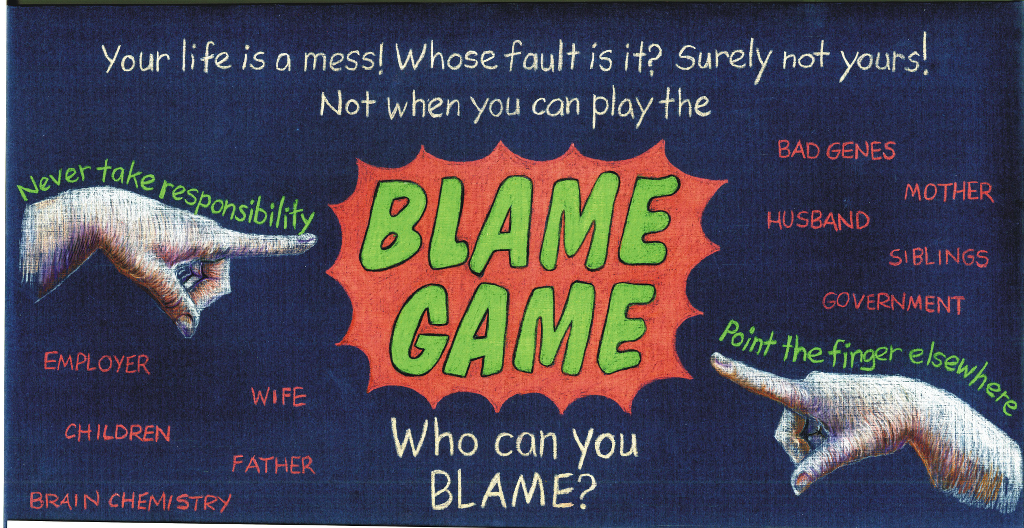 Your life is a mess! Whose fault is it? Surely not yours!
Not when you can play the
BLAME
GAME
Never take responsibility
BAD GENES
MOTHER
HUSBAND
SIBLINGS
GOVERNMENT
Point the finger elsewhere
EMPLOYER
WIFE
CHILDREN
FATHER
BRAIN CHEMISTRY
Who can you
BLAME?